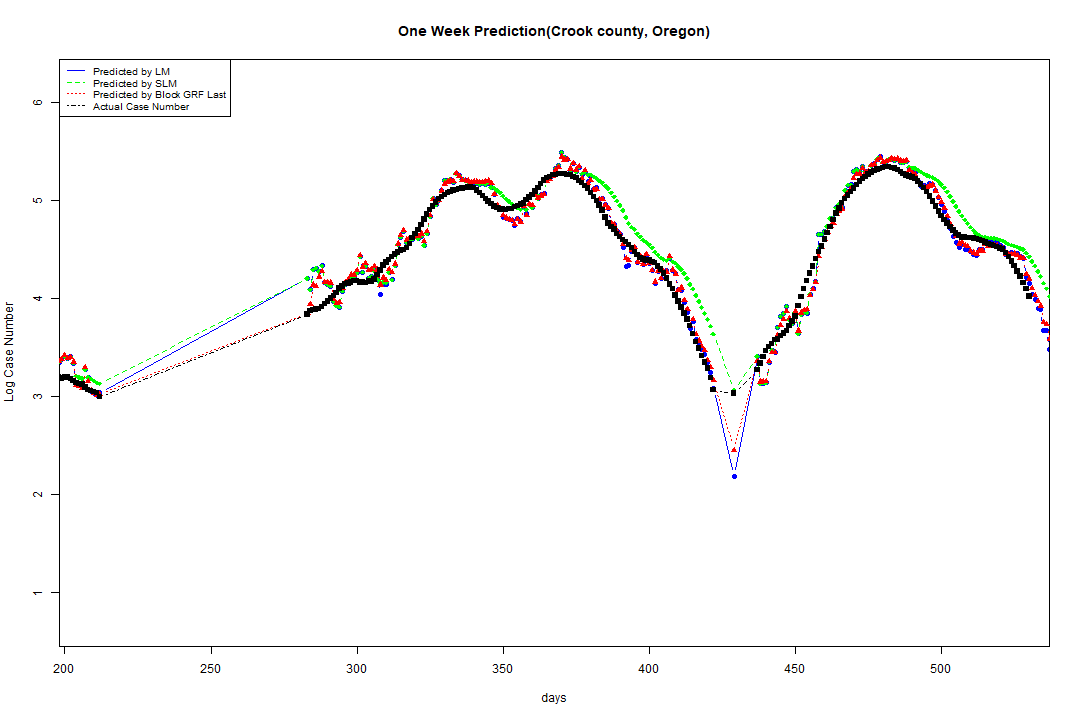 One Week Prediction(Crook county, Oregon)
Predicted by LM
Predicted by SLM
Predicted by Block GRF Last
Actual Case Number
Log Case Number
6
5
4
3
2
1
200 250 300 350 400 450 500
days